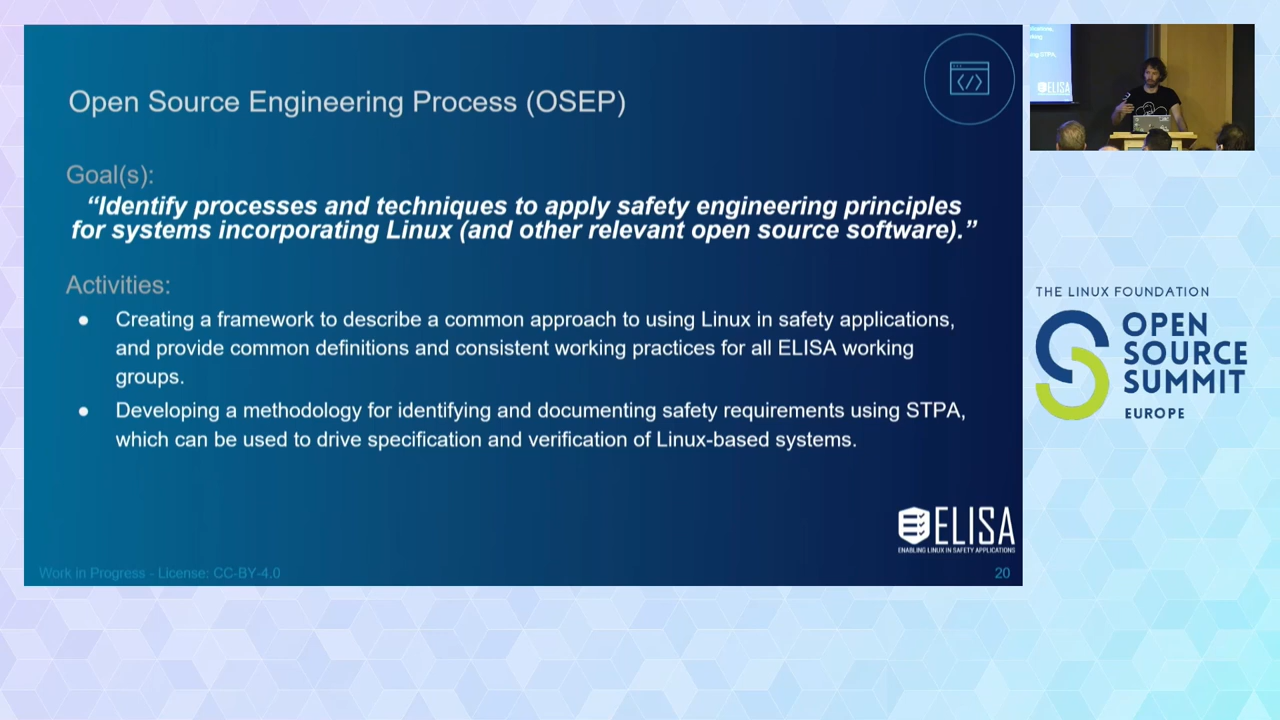 Open Source Engineering Process (OSEP)
Goal(s):
“Identify processes and techniques to apply safety engineering principles
for systems incorporating Linux (and other relevant open source software).”
Activities:
● Creating a framework to describe a common approach to using Linux in safety applications,
and provide common definitions and consistent working practices for all ELISA working
groups.
● Developing a methodology for identifying and documenting safety requirements using STPA,
which can be used to drive specification and verification of Linux-based systems.
ELISA
ENABLING LINUX IN SAFETY APPLICATIONS
Work in Progress - License: CC-BY-4.0
20
ELISA
THE LINUX FOUNDATION
OPEN
SOURCE
SUMMIT
EUROPE